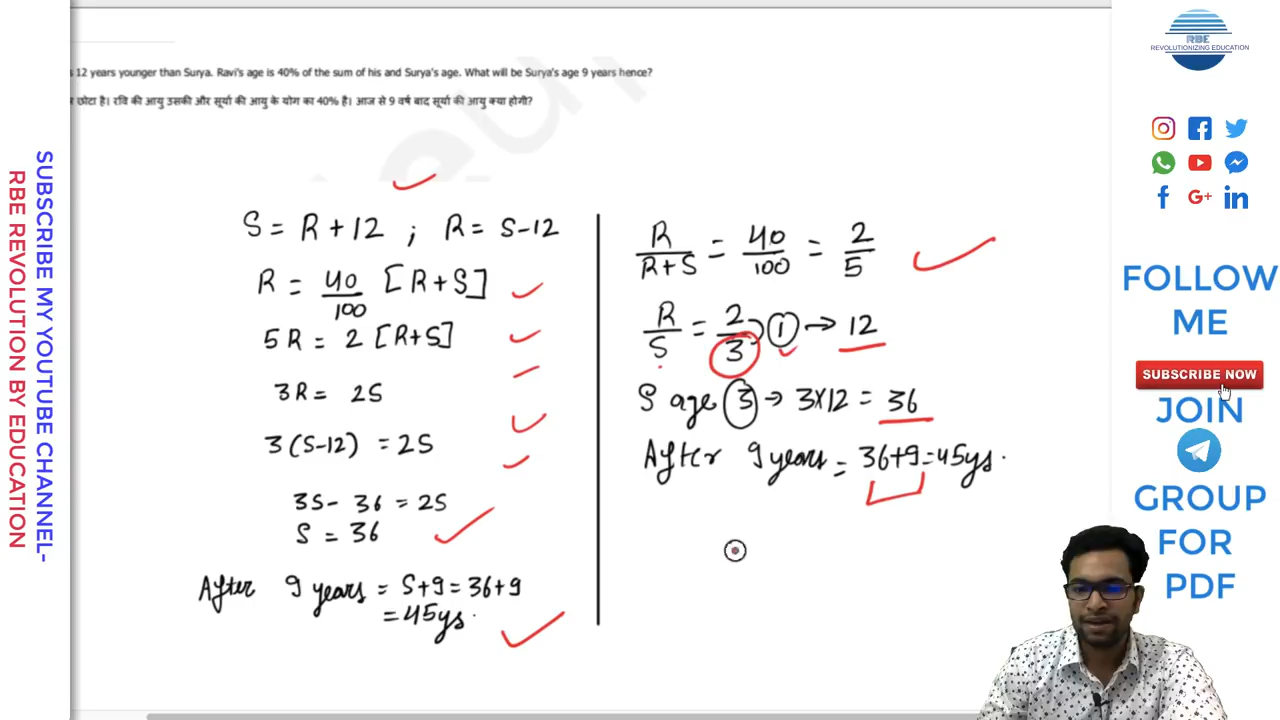 SUBSCRIBE MY YOUTUBE CHANNEL-
RBE REVOLUTION BY EDUCATION
12 years younger than Surya. Ravi's age is 40% of the sum of his and Surya's age. What will be Surya's age 9 years hence?
छोटा है। रवि की आयु उसकी और सूर्या की आयु के योग का 40% है। आज से 9 वर्ष बाद सूर्या की आयु क्या होगी?
S = R + 12 ; R = S-12
R = 40/100 [R+S]
5R = 2 [R+S]
3R = 2S
3(S-12) = 2S
3S - 36 = 2S
S = 36
After 9 years = S+9 = 36+9
= 45ys.
R/R+S = 40/100 = 2/5
R/S = 2/3 1 → 12
S age 3 → 3×12 = 36
After 9 years = 36+9=45ys.
RBE
REVOLUTIONIZING EDUCATION
FOLLOW
ME
SUBSCRIBE NOW
JOIN
GROUP
FOR
PDF